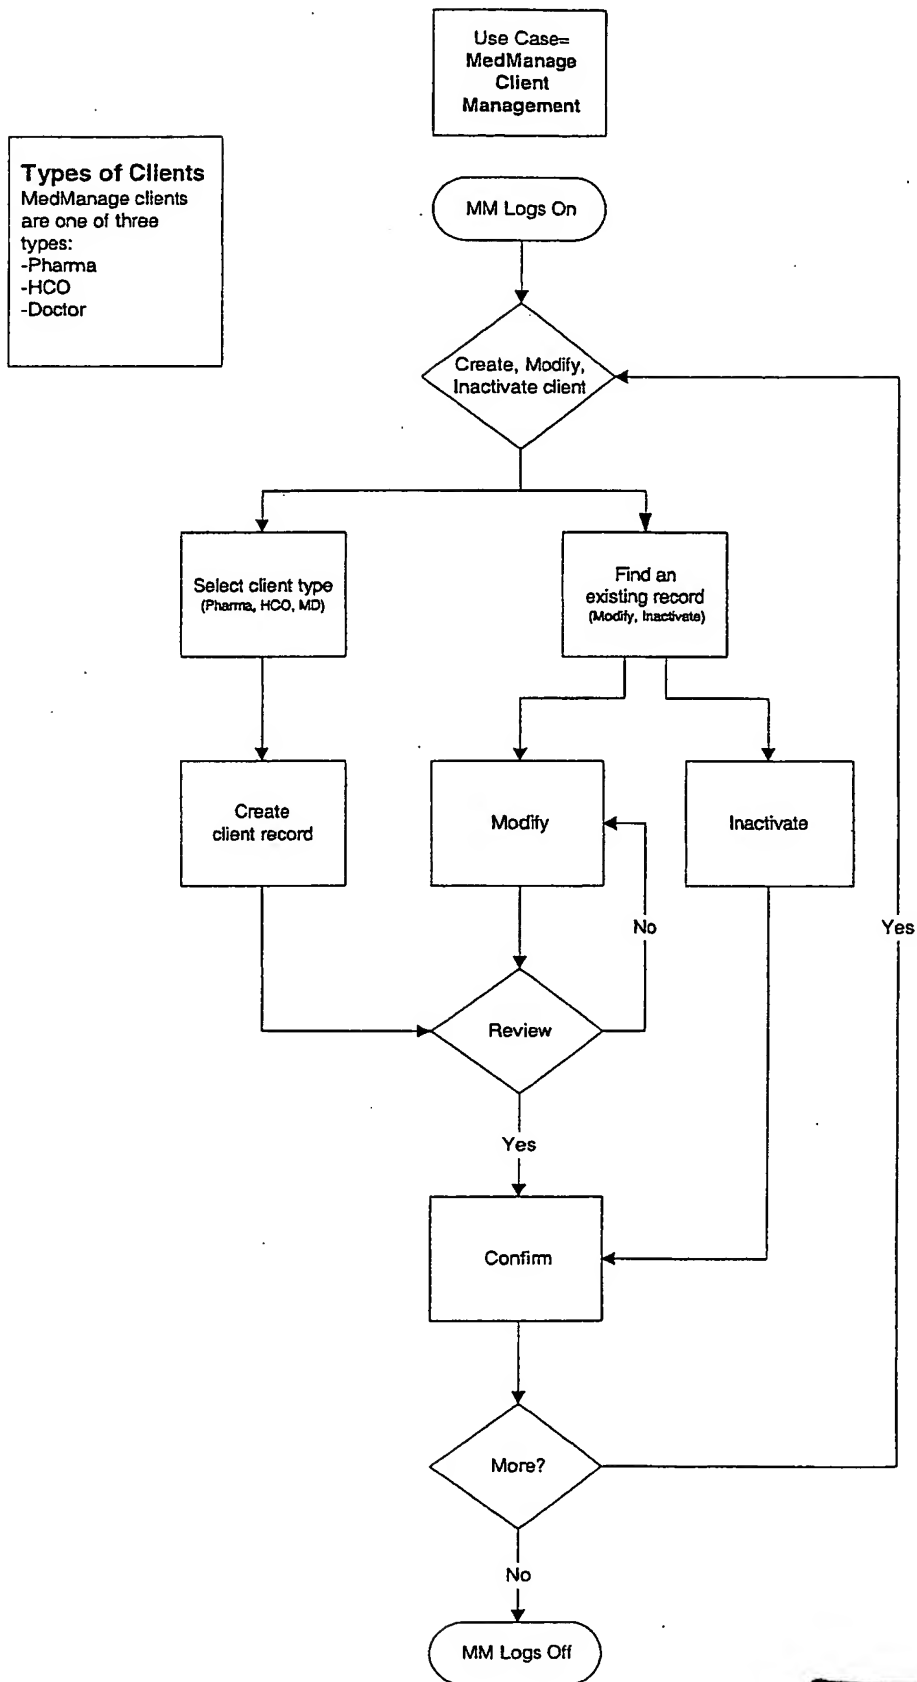 Use Case=
MedManage
Client
Management
Types of Clients
MedManage clients
are one of three
types:
-Pharma
-HCO
-Doctor
MM Logs On
Create, Modify,
Inactivate client
Select client type
(Pharma, HCO, MD)
Find an
existing record
(Modify, Inactivate)
Create
client record
Modify
Inactivate
No
Yes
Review
Yes
Confirm
More?
No
MM Logs Off